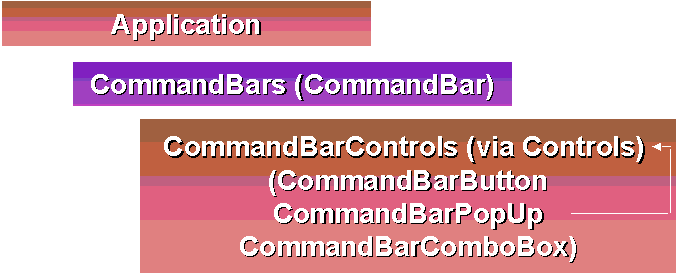 Application
CommandBars (CommandBar)
CommandBarControls (via Controls)
(CommandBarButton
CommandBarPopUp
CommandBarComboBox)